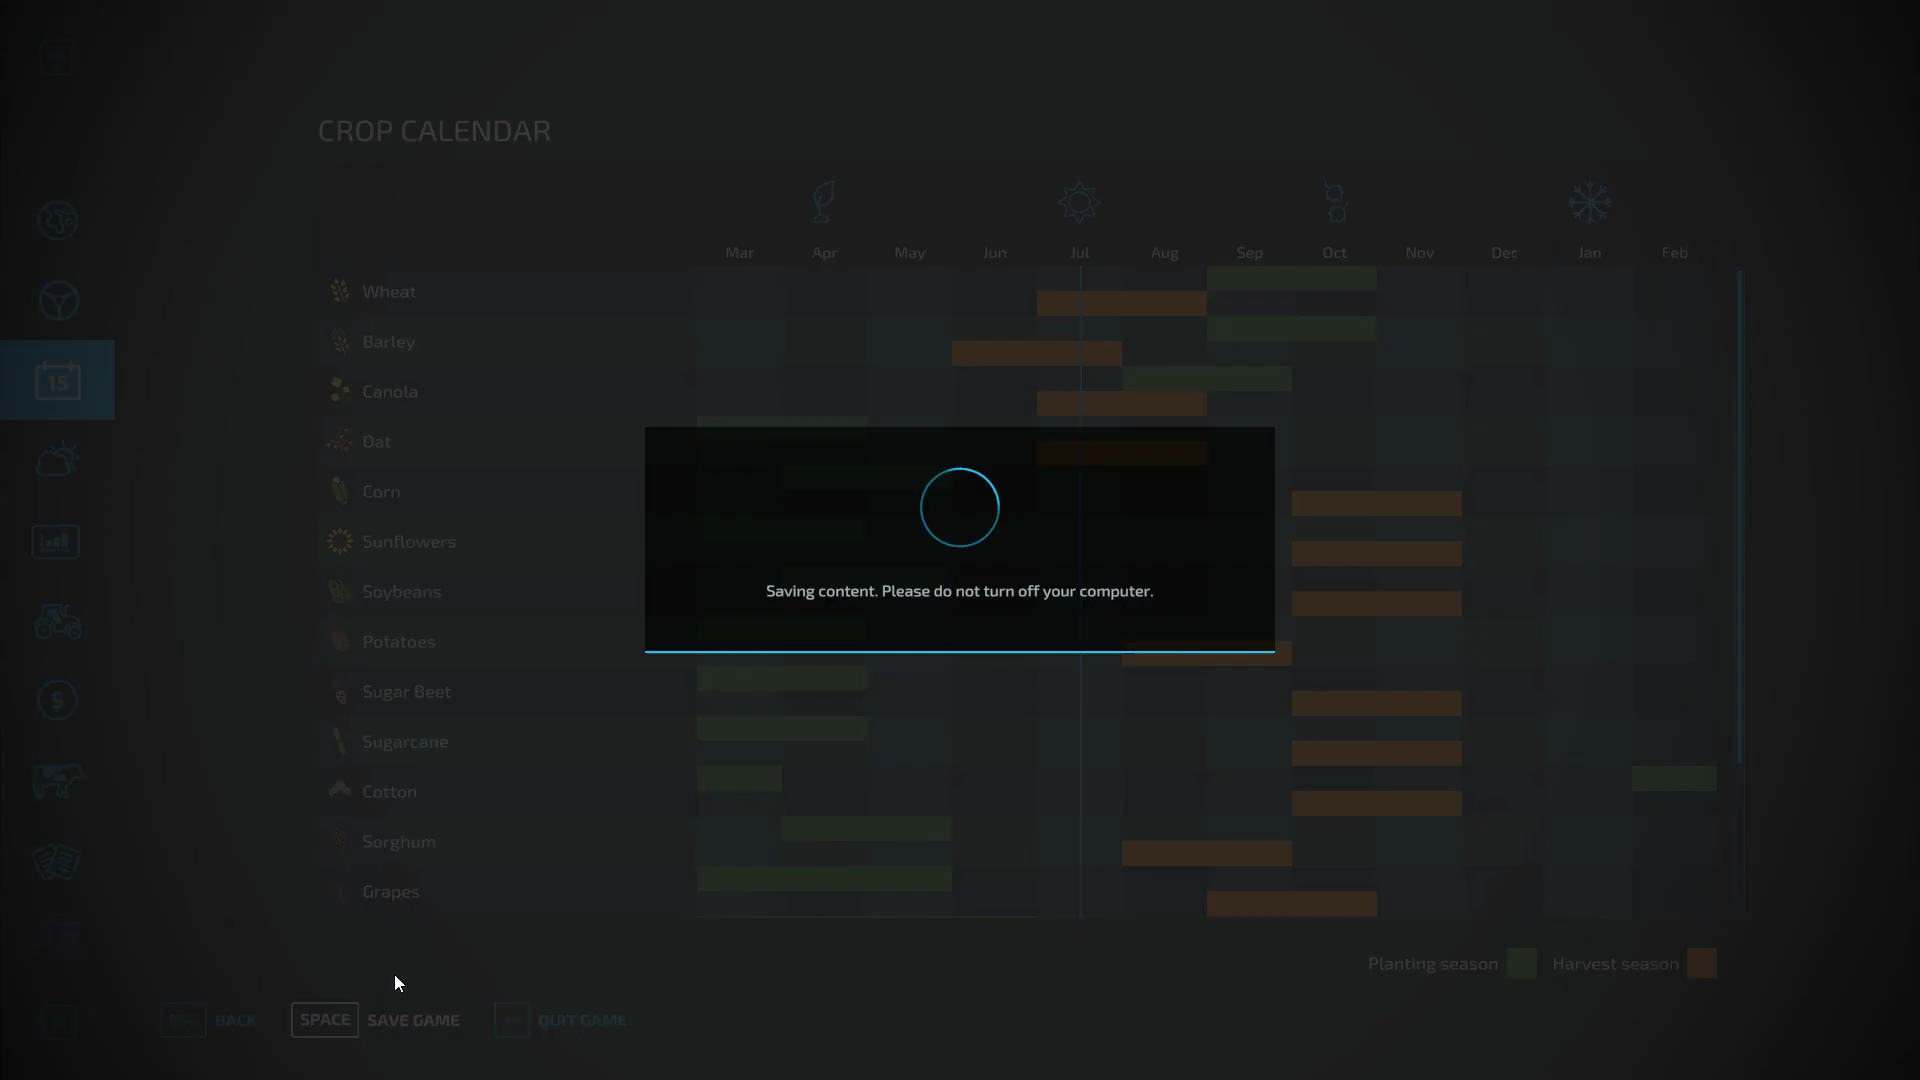 CROP CALENDAR
Mar Apr May Jun Jul Aug Sep Oct Nov Dec Jan Feb
Wheat
Barley
15
Canola
Oat
Corn
Sunflowers
Saving content. Please do not turn off your computer.
Soybeans
Potatoes
Sugar Beet
$
Sugarcane
Cotton
Sorghum
Grapes
Planting season Harvest season
BACK SPACE SAVE GAME QUIT GAME